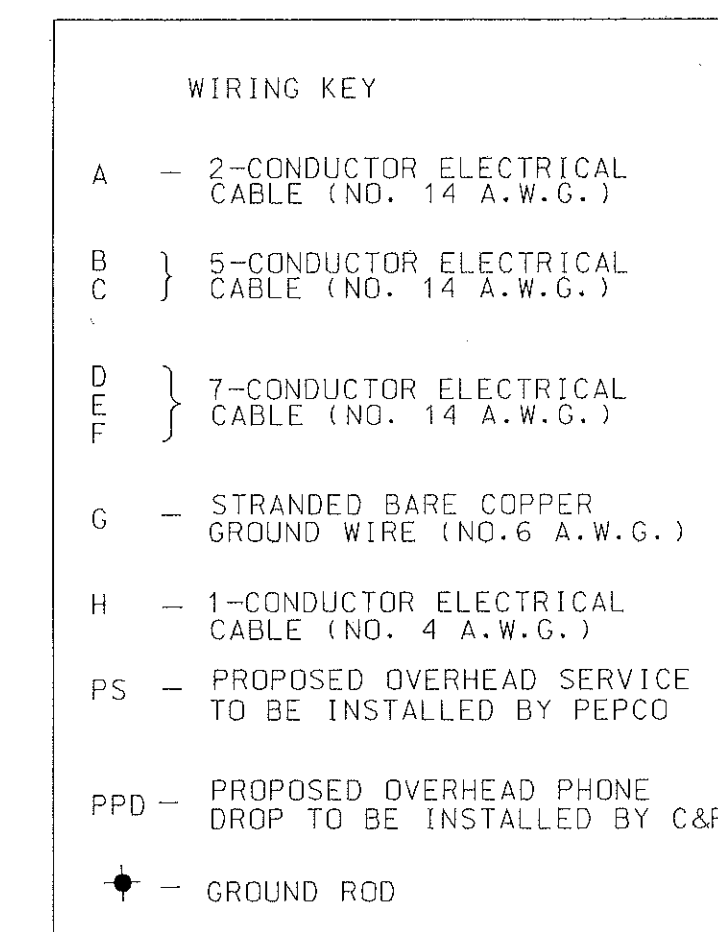 WIRING KEY
A — 2-CONDUCTOR ELECTRICAL
CABLE (NO. 14 A.W.G.)
B
C } 5-CONDUCTOR ELECTRICAL
CABLE (NO. 14 A.W.G.)
D
E
F } 7-CONDUCTOR ELECTRICAL
CABLE (NO. 14 A.W.G.)
G — STRANDED BARE COPPER
GROUND WIRE (NO.6 A.W.G.)
H — 1-CONDUCTOR ELECTRICAL
CABLE (NO. 4 A.W.G.)
PS — PROPOSED OVERHEAD SERVICE
TO BE INSTALLED BY PEPCO
PPD — PROPOSED OVERHEAD PHONE
DROP TO BE INSTALLED BY
— GROUND ROD